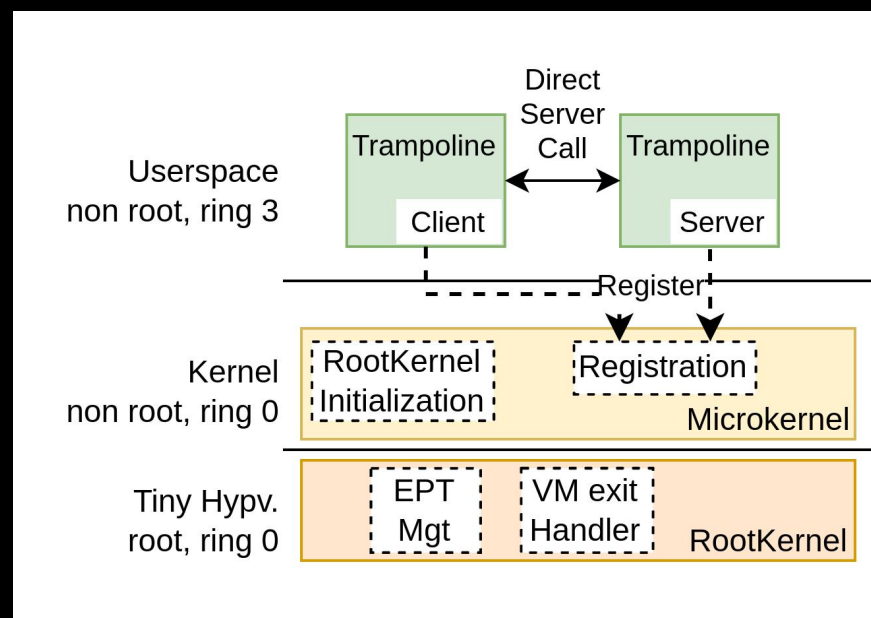 Direct
Server
Call
Trampoline
Trampoline
Userspace
non root, ring 3
Client
Server
Register
RootKernel
Initialization
Registration
Kernel
non root, ring 0
Microkernel
EPT
Mgt
VM exit
Handler
Tiny Hypv.
root, ring 0
RootKernel